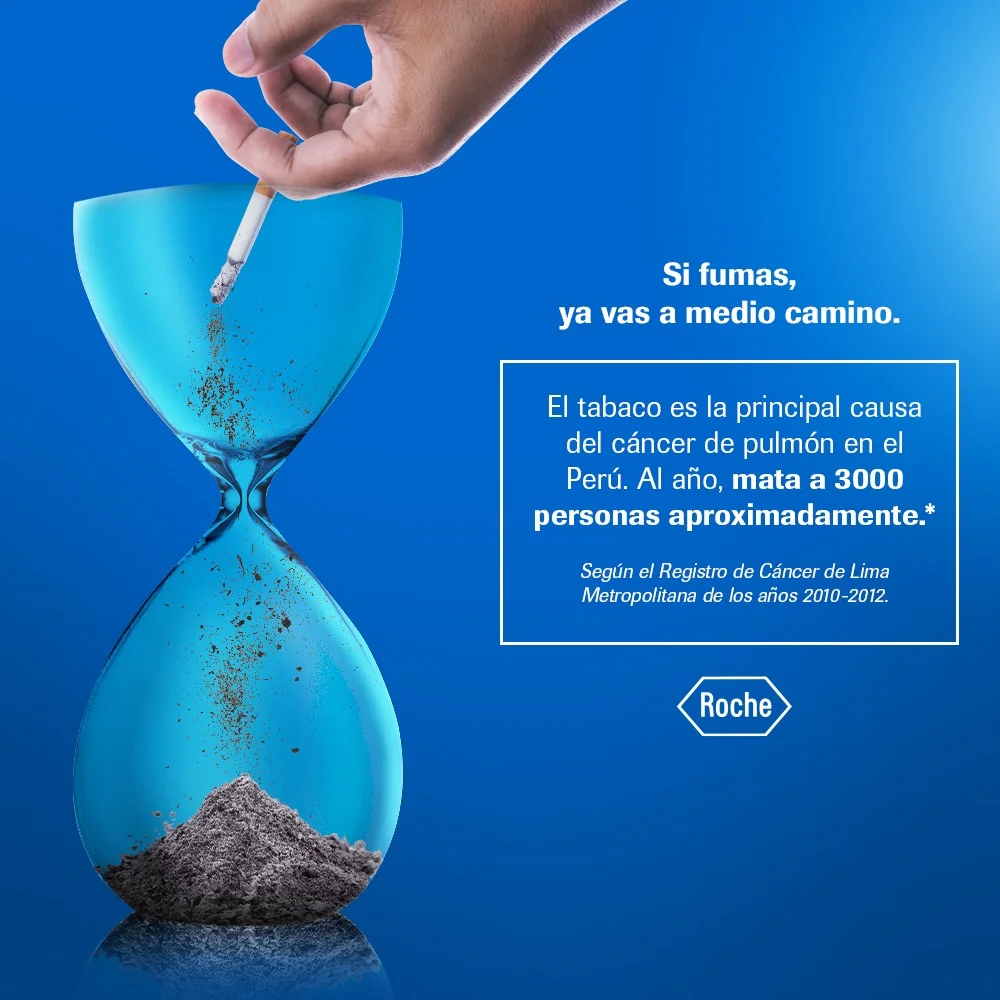 Si fumas,
ya vas a medio camino.
El tabaco es la principal causa
del cáncer de pulmón en el
Perú. Al año, mata a 3000
personas aproximadamente.*
Según el Registro de Cáncer de Lima
Metropolitana de los años 2010-2012.
Roche